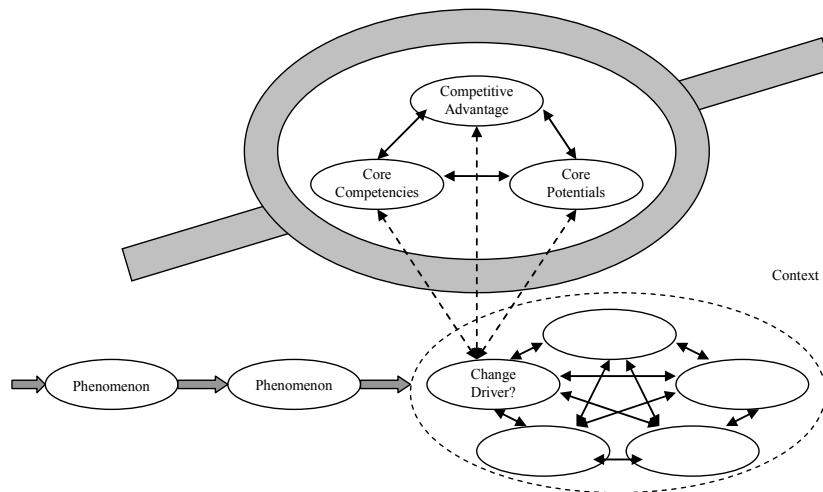 Competitive
Advantage
Core
Competencies
Core
Potentials
Context
Phenomenon
Phenomenon
Change
Driver?